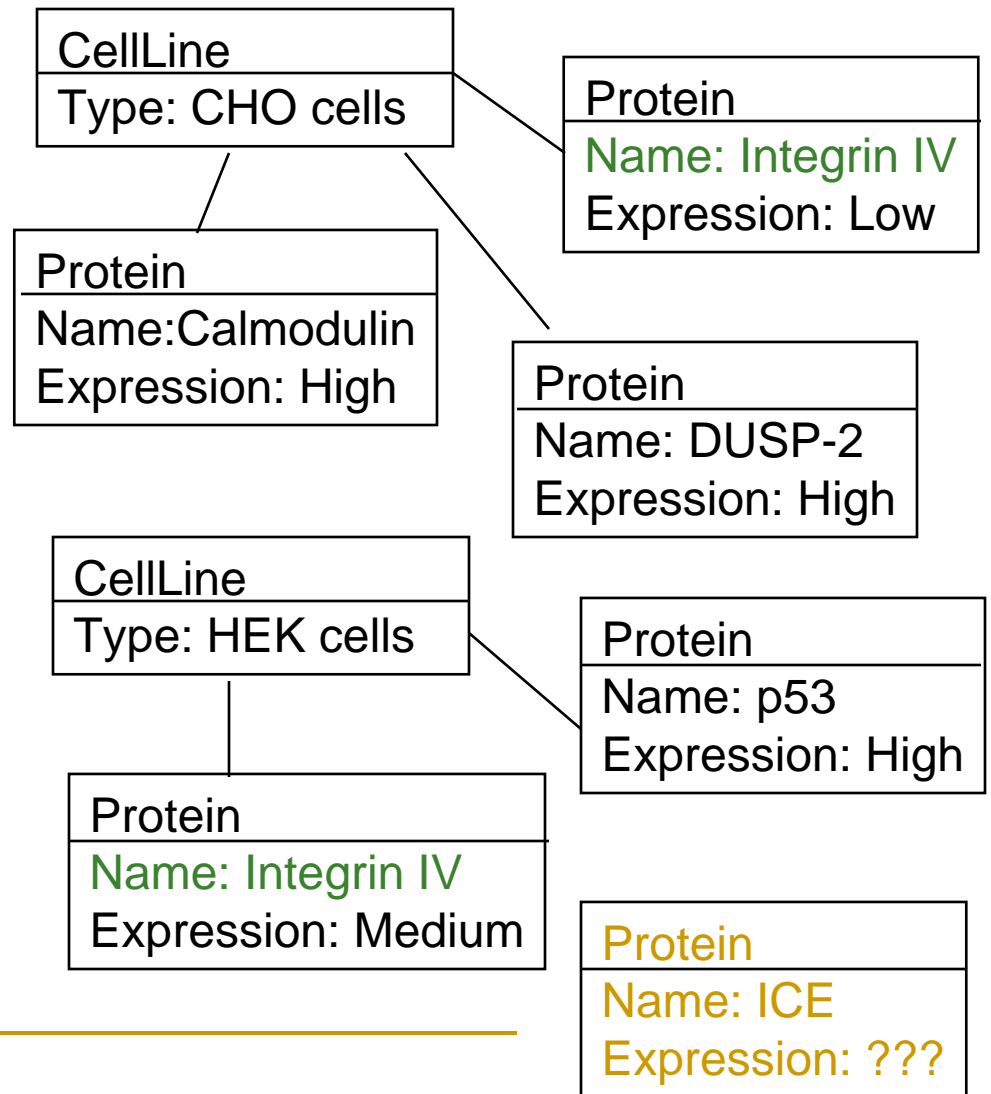 CellLine
Type: CHO cells
Protein
Name: Integrin IV
Expression: Low
Protein
Name:Calmodulin
Expression: High
Protein
Name: DUSP-2
Expression: High
CellLine
Type: HEK cells
Protein
Name: p53
Expression: High
Protein
Name: Integrin IV
Expression: Medium
Protein
Name: ICE
Expression: ???